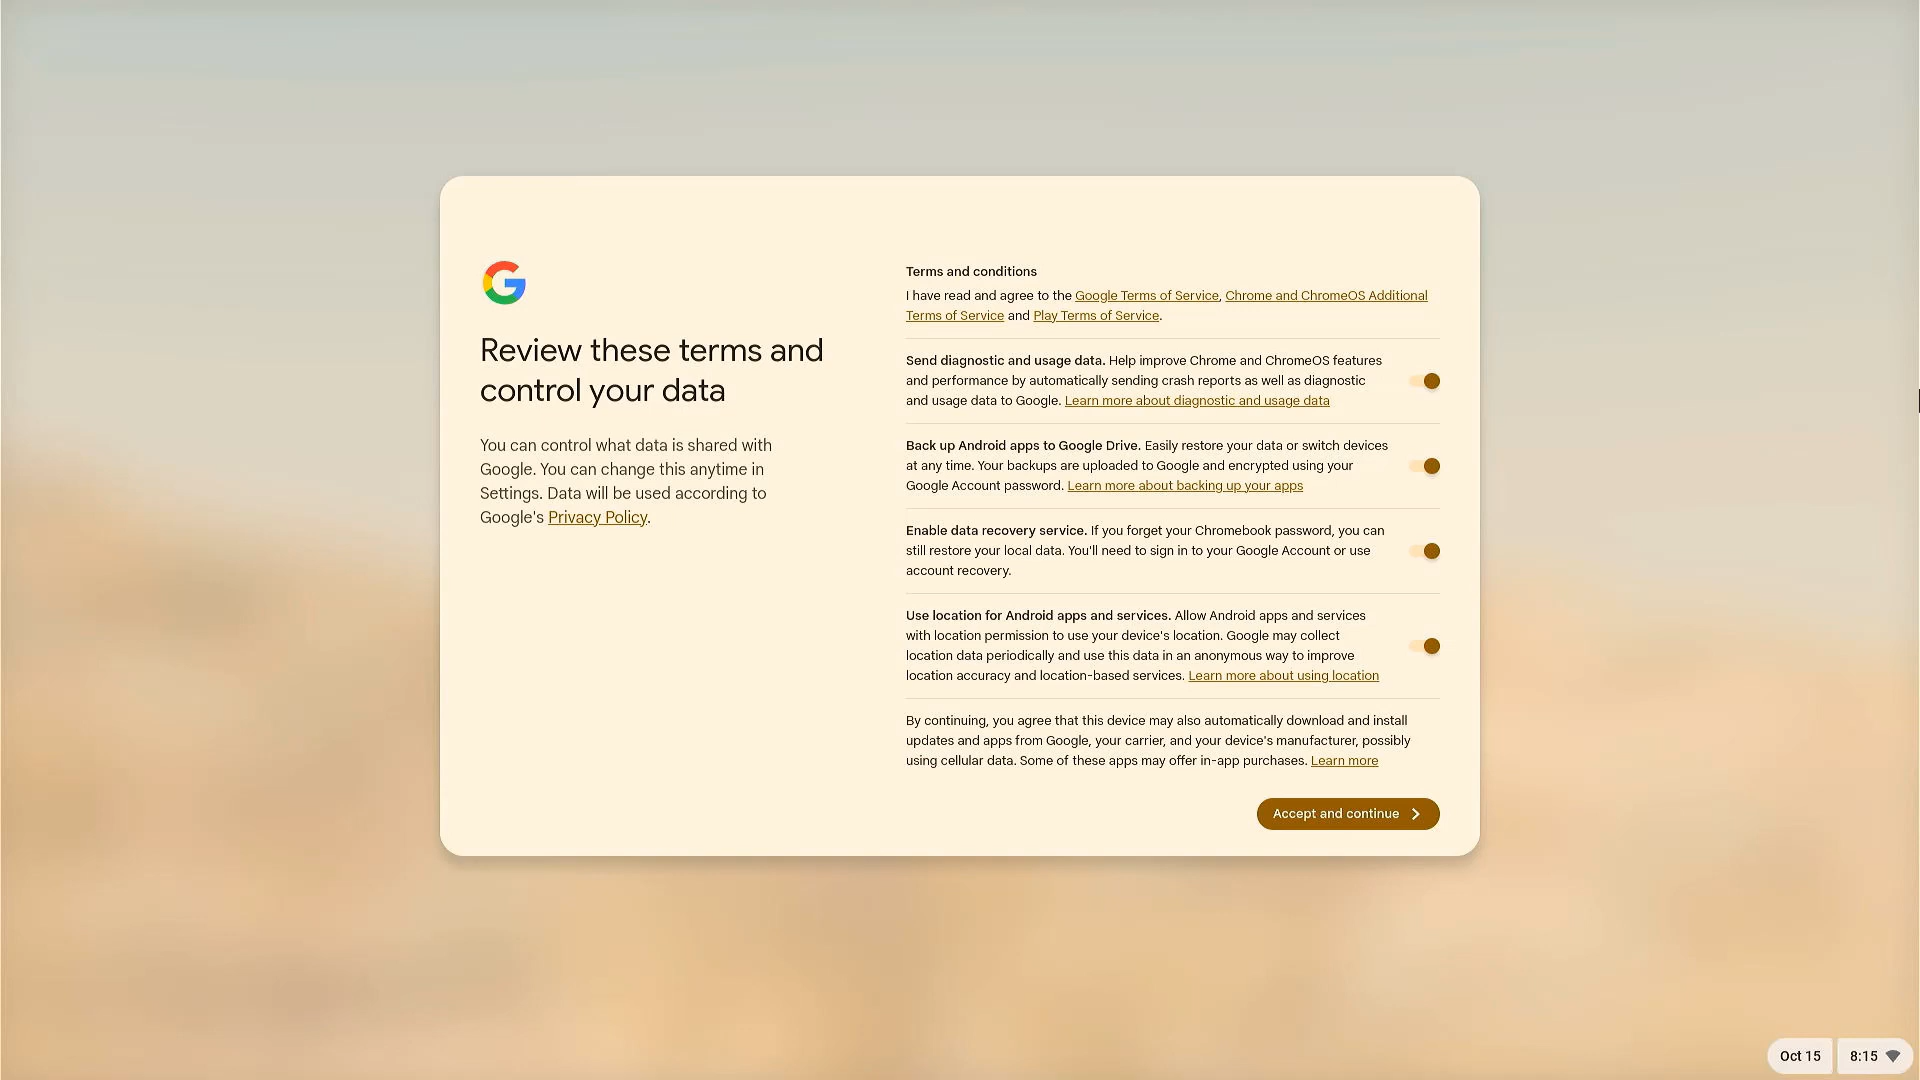 Review these terms and
control your data
You can control what data is shared with
Google. You can change this anytime in
Settings. Data will be used according to
Google's Privacy Policy.
Terms and conditions
I have read and agree to the Google Terms of Service, Chrome and ChromeOS Additional
Terms of Service and Play Terms of Service.
Send diagnostic and usage data. Help improve Chrome and ChromeOS features
and performance by automatically sending crash reports as well as diagnostic
and usage data to Google. Learn more about diagnostic and usage data
Back up Android apps to Google Drive. Easily restore your data or switch devices
at any time. Your backups are uploaded to Google and encrypted using your
Google Account password. Learn more about backing up your apps
Enable data recovery service. If you forget your Chromebook password, you can
still restore your local data. You'll need to sign in to your Google Account or use
account recovery.
Use location for Android apps and services. Allow Android apps and services
with location permission to use your device's location. Google may collect
location data periodically and use this data in an anonymous way to improve
location accuracy and location-based services. Learn more about using location
By continuing, you agree that this device may also automatically download and install
updates and apps from Google, your carrier, and your device's manufacturer, possibly
using cellular data. Some of these apps may offer in-app purchases. Learn more
Accept and continue
Oct 15
8:15